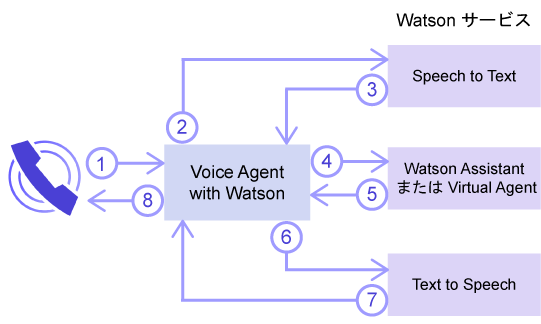 Watson サービス
Speech to Text
3
2
1
Voice Agent
with Watson
4
Watson Assistant
または Virtual Agent
5
8
6
Text to Speech
7